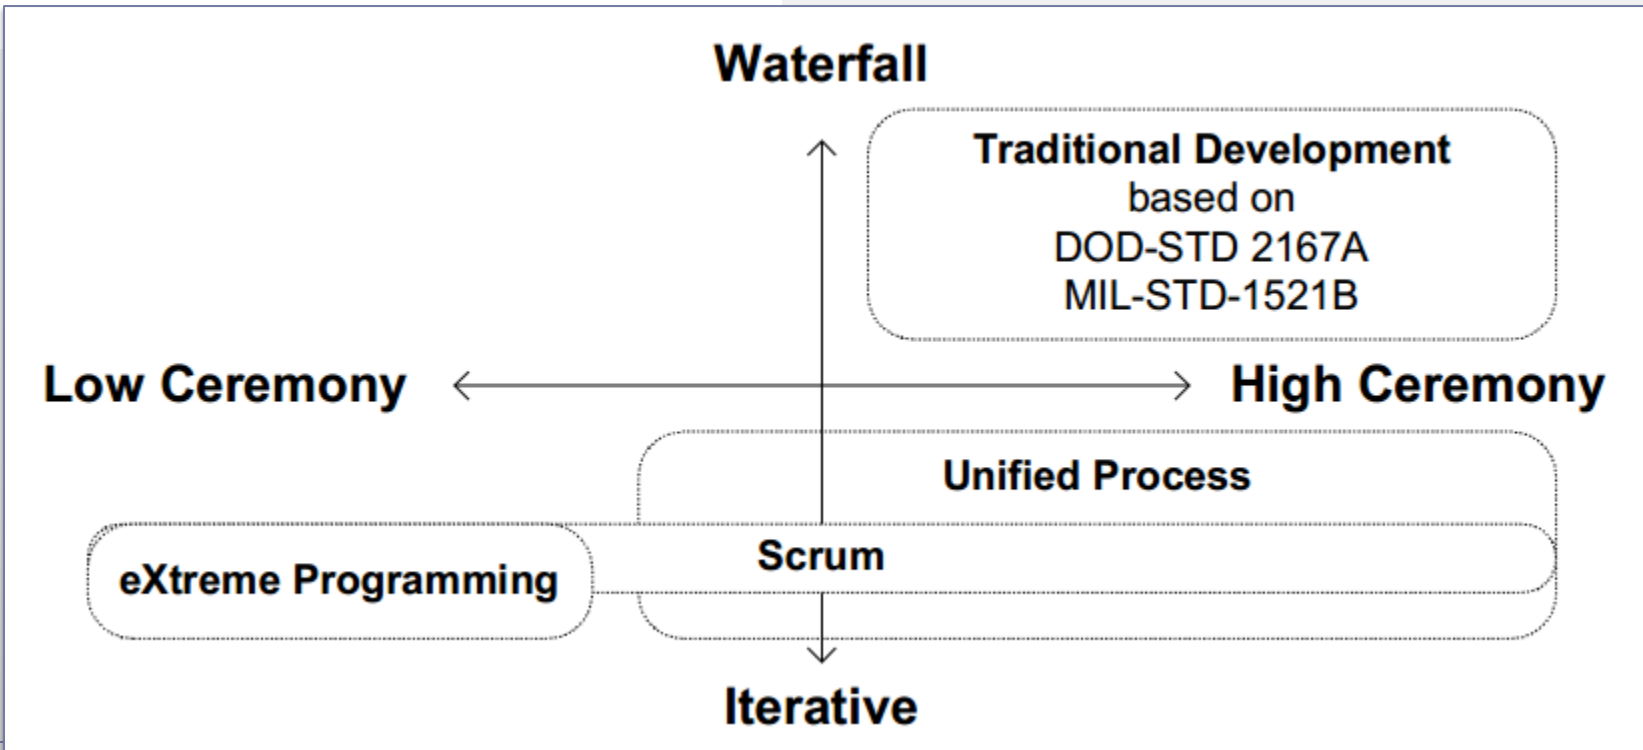 Waterfall
Traditional Development
based on
DOD-STD 2167A
MIL-STD-1521B
Low Ceremony
High Ceremony
Unified Process
Scrum
eXtreme Programming
Iterative